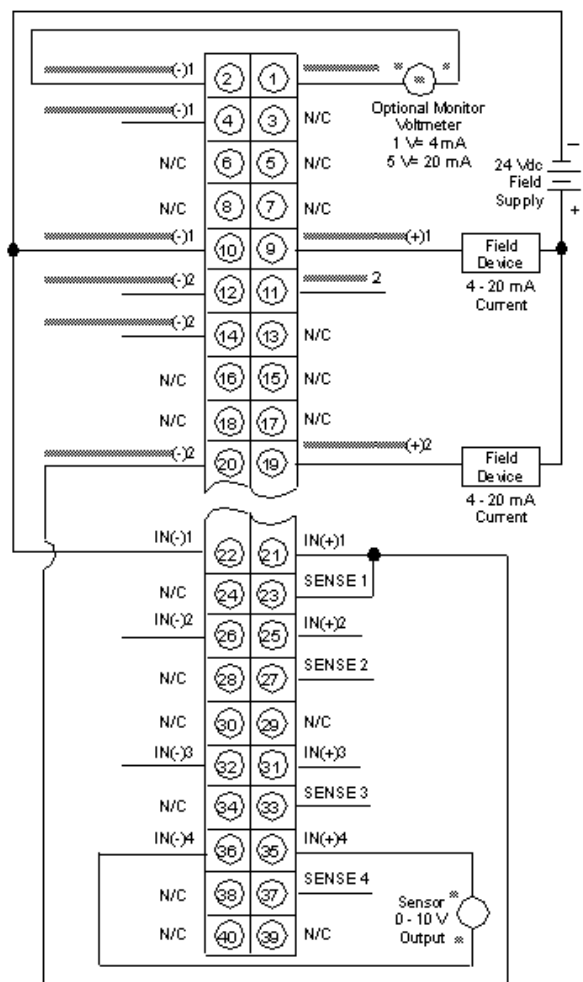 (-)1 2 1
Optional Monitor
Voltmeter
1 V= 4 mA
5 V= 20 mA
(-)1 4 3 N/C
N/C 6 5 N/C
24 Vdc
Field
Supply
−
+
N/C 8 7 N/C
(-)1 10 9 (+)1
Field
Device
4 - 20 mA
Current
(-)2 12 11 2
(-)2 14 13 N/C
N/C 16 15 N/C
N/C 18 17 N/C
(-)2 20 19 (+)2
Field
Device
4 - 20 mA
Current
IN(-)1 22 21 IN(+)1
N/C 24 23 SENSE 1
IN(-)2 26 25 IN(+)2
N/C 28 27 SENSE 2
N/C 30 29 N/C
IN(-)3 32 31 IN(+)3
N/C 34 33 SENSE 3
IN(-)4 36 35 IN(+)4
N/C 38 37 SENSE 4
Sensor
0 - 10 V
Output
N/C 40 39 N/C